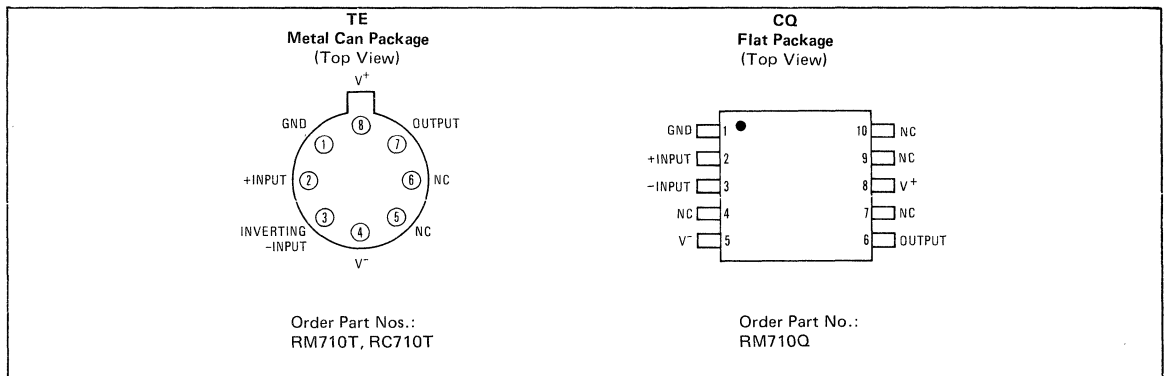 TE
Metal Can Package
(Top View)
V+
GND
OUTPUT
8
1
7
+INPUT
2
6
NC
3
5
INVERTING
-INPUT
NC
4
V-
Order Part Nos.:
RM710T, RC710T
CQ
Flat Package
(Top View)
GND 1 10 NC
+INPUT 2 9 NC
-INPUT 3 8 V+
NC 4 7 NC
V- 5 6 OUTPUT
Order Part No.:
RM710Q